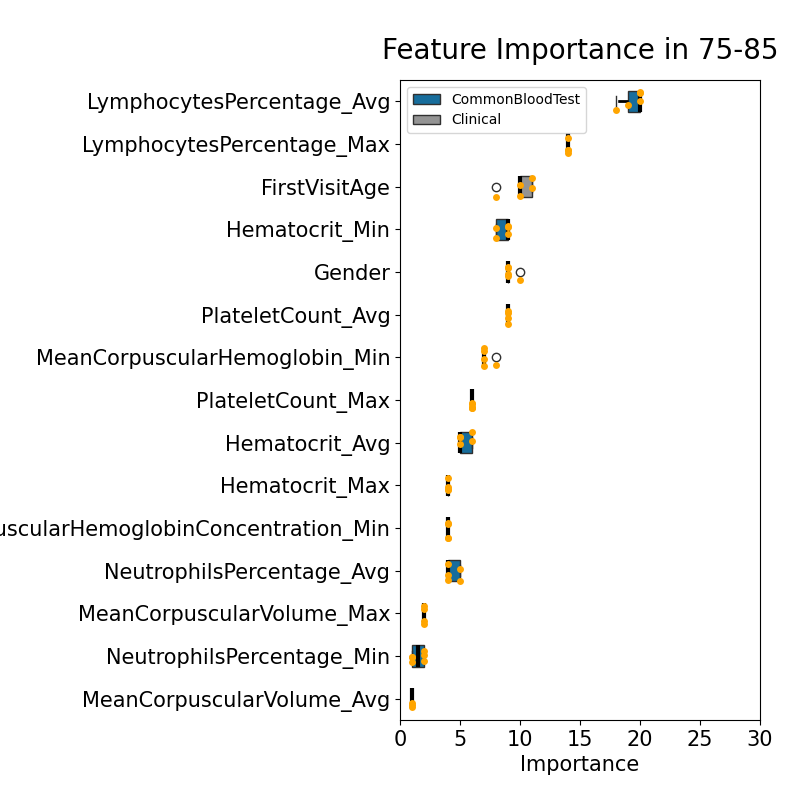 Feature Importance in 75-85
CommonBloodTest
Clinical
LymphocytesPercentage_Avg
LymphocytesPercentage_Max
FirstVisitAge
Hematocrit_Min
Gender
PlateletCount_Avg
MeanCorpuscularHemoglobin_Min
PlateletCount_Max
Hematocrit_Avg
Hematocrit_Max
uscularHemoglobinConcentration_Min
NeutrophilsPercentage_Avg
MeanCorpuscularVolume_Max
NeutrophilsPercentage_Min
MeanCorpuscularVolume_Avg
0 5 10 15 20 25 30
Importance